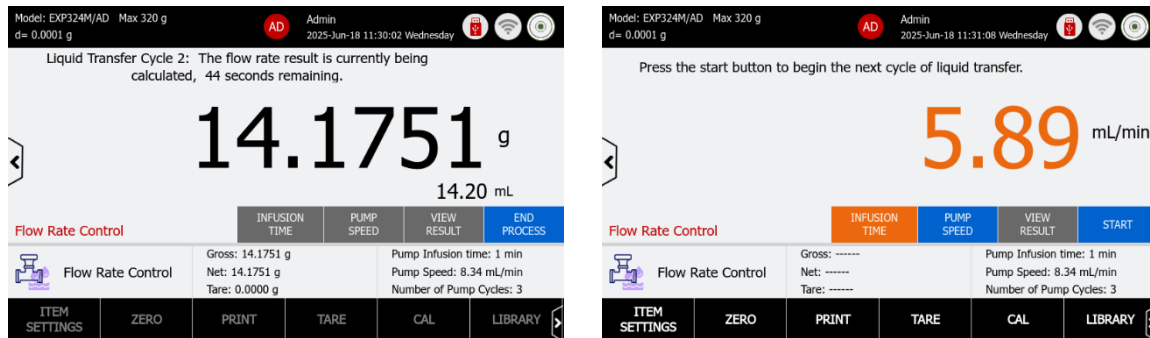 Model: EXP324M/AD Max 320 g
d= 0.0001 g
AD
Admin
2025-Jun-18 11:30:02 Wednesday
Liquid Transfer Cycle 2: The flow rate result is currently being
calculated, 44 seconds remaining.
14.1751 g
14.20 mL
Flow Rate Control
INFUSION TIME
PUMP SPEED
VIEW RESULT
END PROCESS
Flow Rate Control
Gross: 14.1751 g
Net: 14.1751 g
Tare: 0.0000 g
Pump Infusion time: 1 min
Pump Speed: 8.34 mL/min
Number of Pump Cycles: 3
ITEM SETTINGS
ZERO
PRINT
TARE
CAL
LIBRARY
Model: EXP324M/AD Max 320 g
d= 0.0001 g
AD
Admin
2025-Jun-18 11:31:08 Wednesday
Press the start button to begin the next cycle of liquid transfer.
5.89 mL/min
Flow Rate Control
INFUSION TIME
PUMP SPEED
VIEW RESULT
START
Flow Rate Control
Gross: ------
Net: ------
Tare: ------
Pump Infusion time: 1 min
Pump Speed: 8.34 mL/min
Number of Pump Cycles: 3
ITEM SETTINGS
ZERO
PRINT
TARE
CAL
LIBRARY